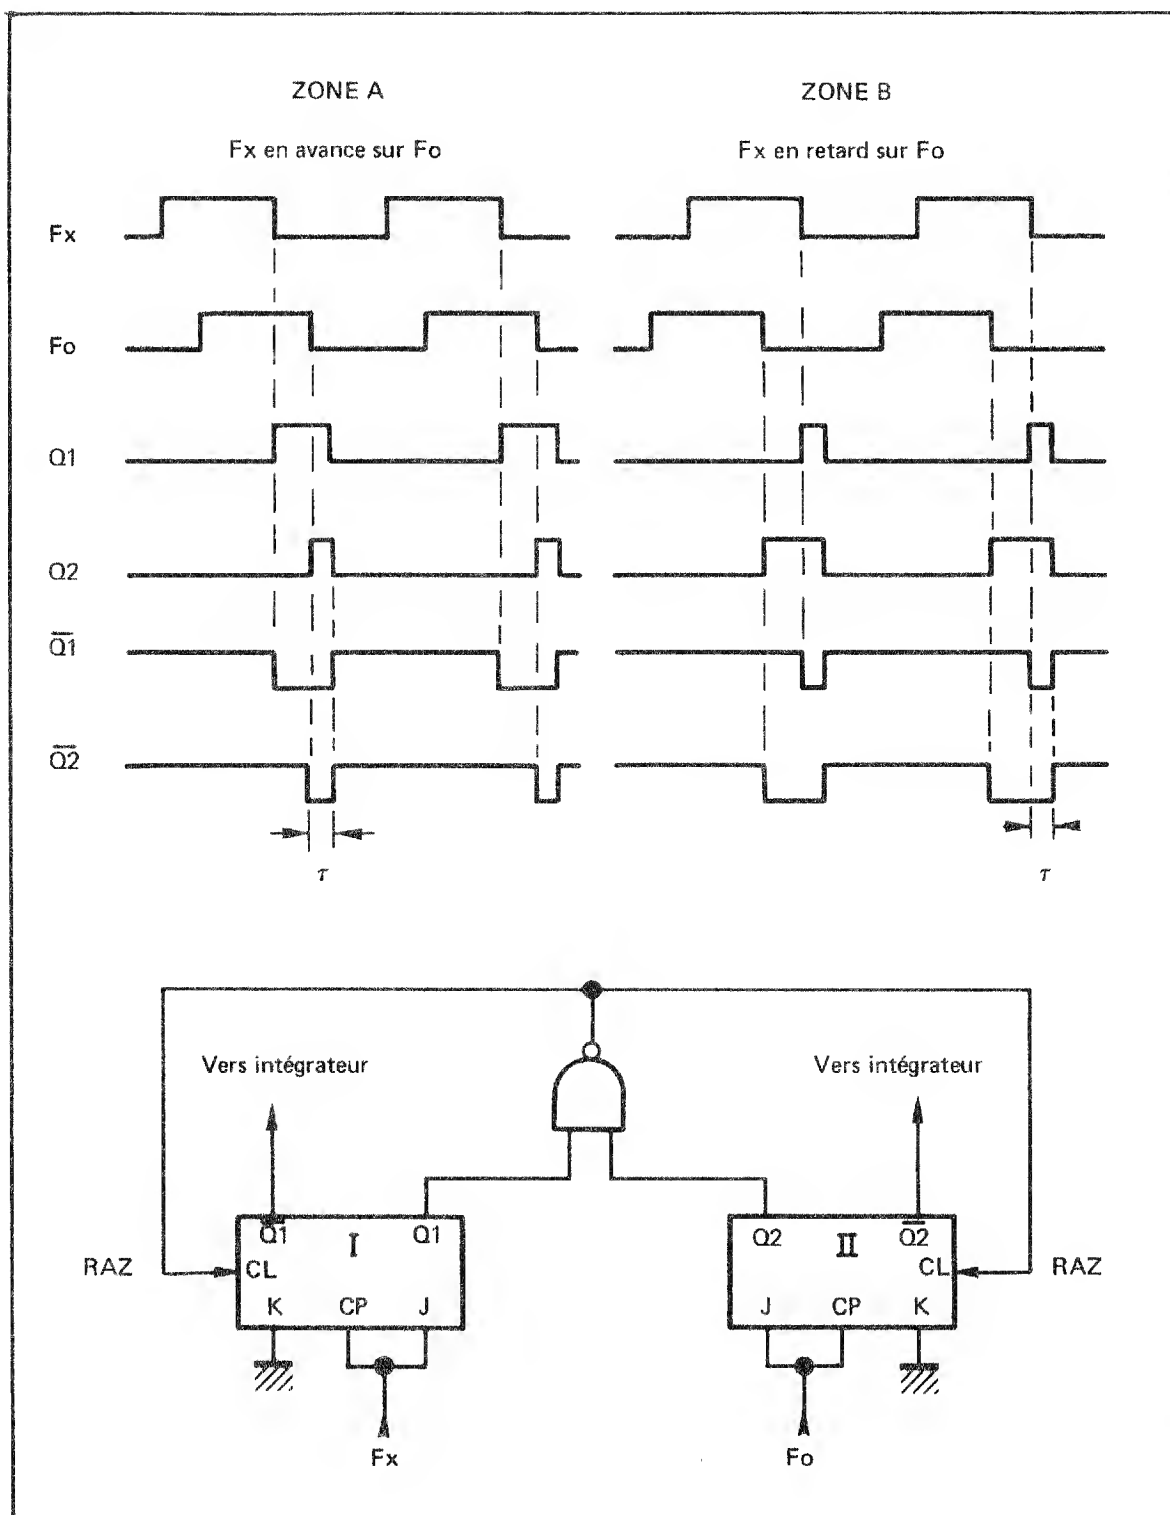 ZONE A
ZONE B
Fx en avance sur Fo
Fx en retard sur Fo
Fx
Fo
Q1
Q2
Q̅1
Q̅2
τ
τ
Vers intégrateur
Vers intégrateur
Q̅1 I Q1
Q2 II Q̅2
RAZ CL
CL RAZ
K CP J
J CP K
Fx
Fo